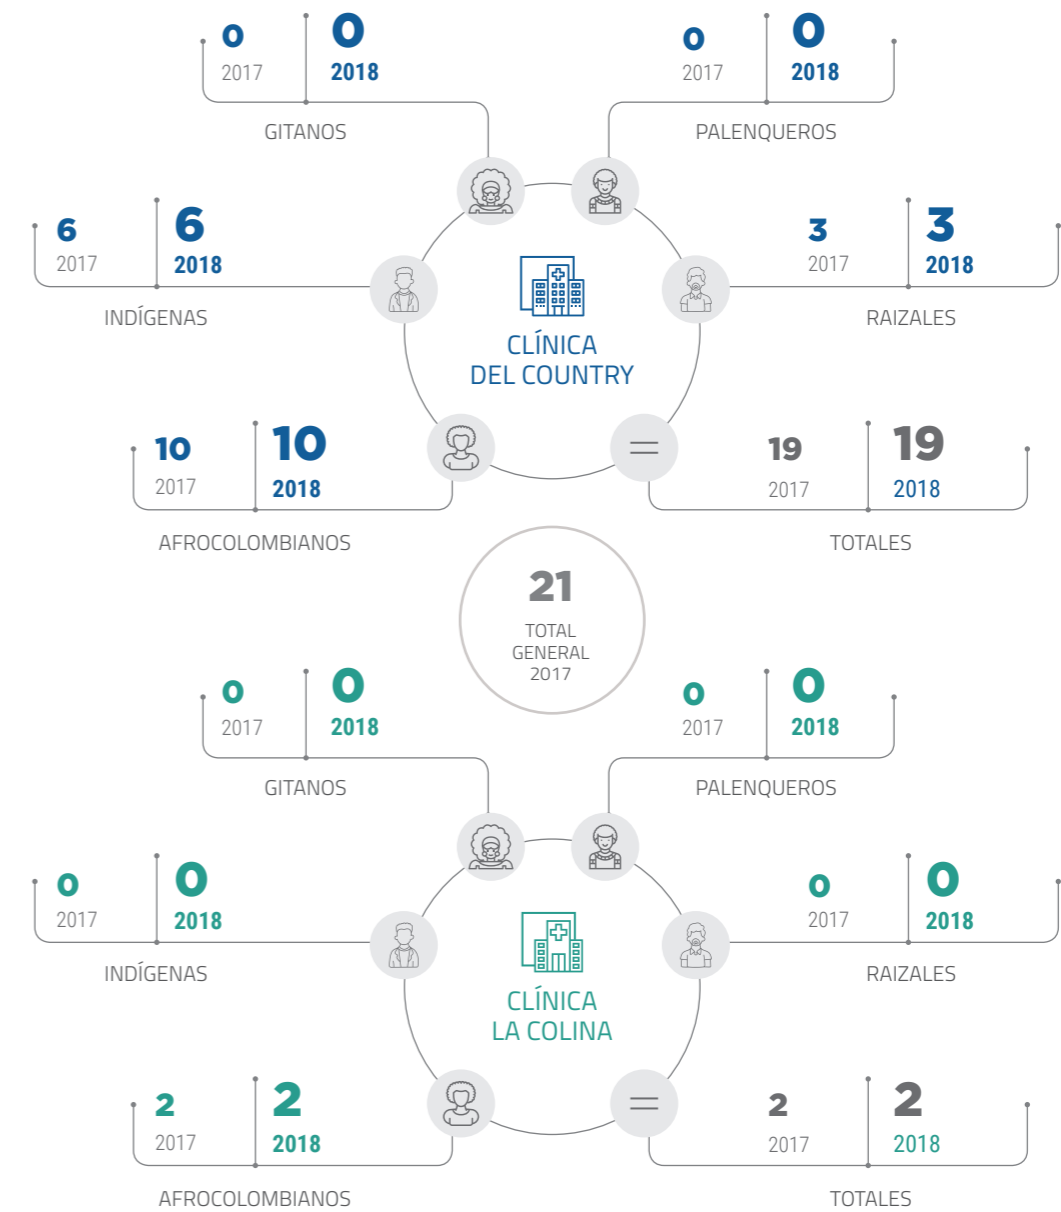 0 0
2017 2018
GITANOS
0 0
2017 2018
PALENQUEROS
6 6
2017 2018
INDÍGENAS
3 3
2017 2018
RAIZALES
CLÍNICA
DEL COUNTRY
10 10
2017 2018
AFROCOLOMBIANOS
19 19
2017 2018
TOTALES
21
TOTAL
GENERAL
2017
0 0
2017 2018
GITANOS
0 0
2017 2018
PALENQUEROS
0 0
2017 2018
INDÍGENAS
0 0
2017 2018
RAIZALES
CLÍNICA
LA COLINA
2 2
2017 2018
AFROCOLOMBIANOS
2 2
2017 2018
TOTALES